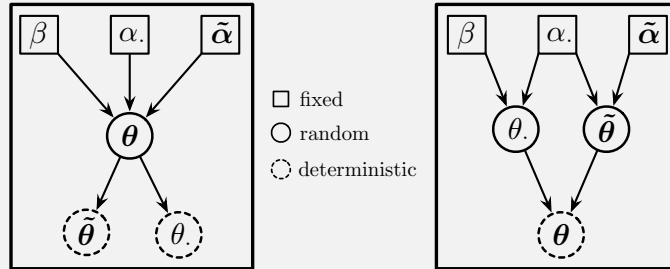 β α. α̃ β α. α̃
fixed
θ random θ. θ̃
deterministic
θ̃ θ. θ